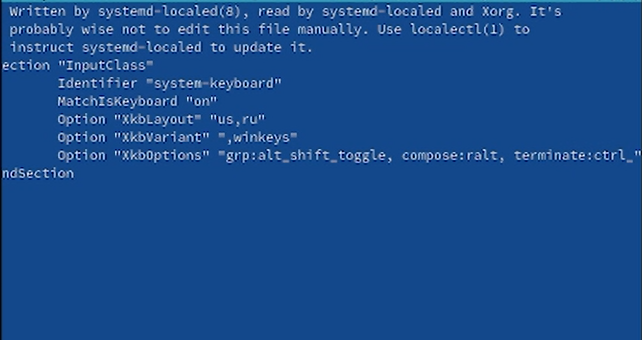 Written by systemd-localed(8), read by systemd-localed and Xorg. It's
probably wise not to edit this file manually. Use localectl(1) to
instruct systemd-localed to update it.
ection "InputClass"
Identifier "system-keyboard"
MatchIsKeyboard "on"
Option "XkbLayout" "us,ru"
Option "XkbVariant" ",winkeys"
Option "XkbOptions" "grp:alt_shift_toggle, compose:ralt, terminate:ctrl_"
ndSection